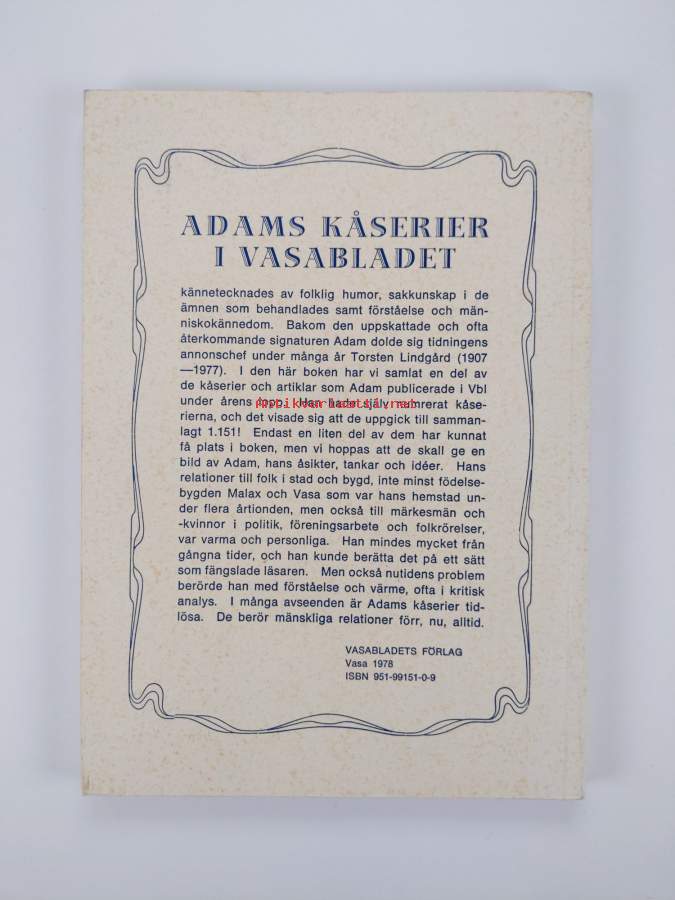 ADAMS KÅSERIER
I VASABLADET
kännetecknades av folklig humor, sakkunskap i de
ämnen som behandlades samt förståelse och män-
niskokännedom. Bakom den uppskattade och ofta
återkommande signaturen Adam dolde sig tidningens
annonschef under många år Torsten Lindgård (1907
—1977). I den här boken har vi samlat en del av
de kåserier och artiklar som Adam publicerade i Vbl
under årens lopp. Han hade själv numrerat kåse-
rierna, och det visade sig att de uppgick till samman-
lagt 1.151! Endast en liten del av dem har kunnat
få plats i boken, men vi hoppas att de skall ge en
bild av Adam, hans åsikter, tankar och idéer. Hans
relationer till folk i stad och bygd, inte minst födelse-
bygden Malax och Vasa som var hans hemstad un-
der flera årtionden, men också till märkesmän och
-kvinnor i politik, föreningsarbete och folkrörelser,
var varma och personliga. Han mindes mycket från
gångna tider, och han kunde berätta det på ett sätt
som fängslade läsaren. Men också nutidens problem
berörde han med förståelse och värme, ofta i kritisk
analys. I många avseenden är Adams kåserier tid-
lösa. De berör mänskliga relationer förr, nu, alltid.
VASABLADETS FÖRLAG
Vasa 1978
ISBN 951-99151-0-9